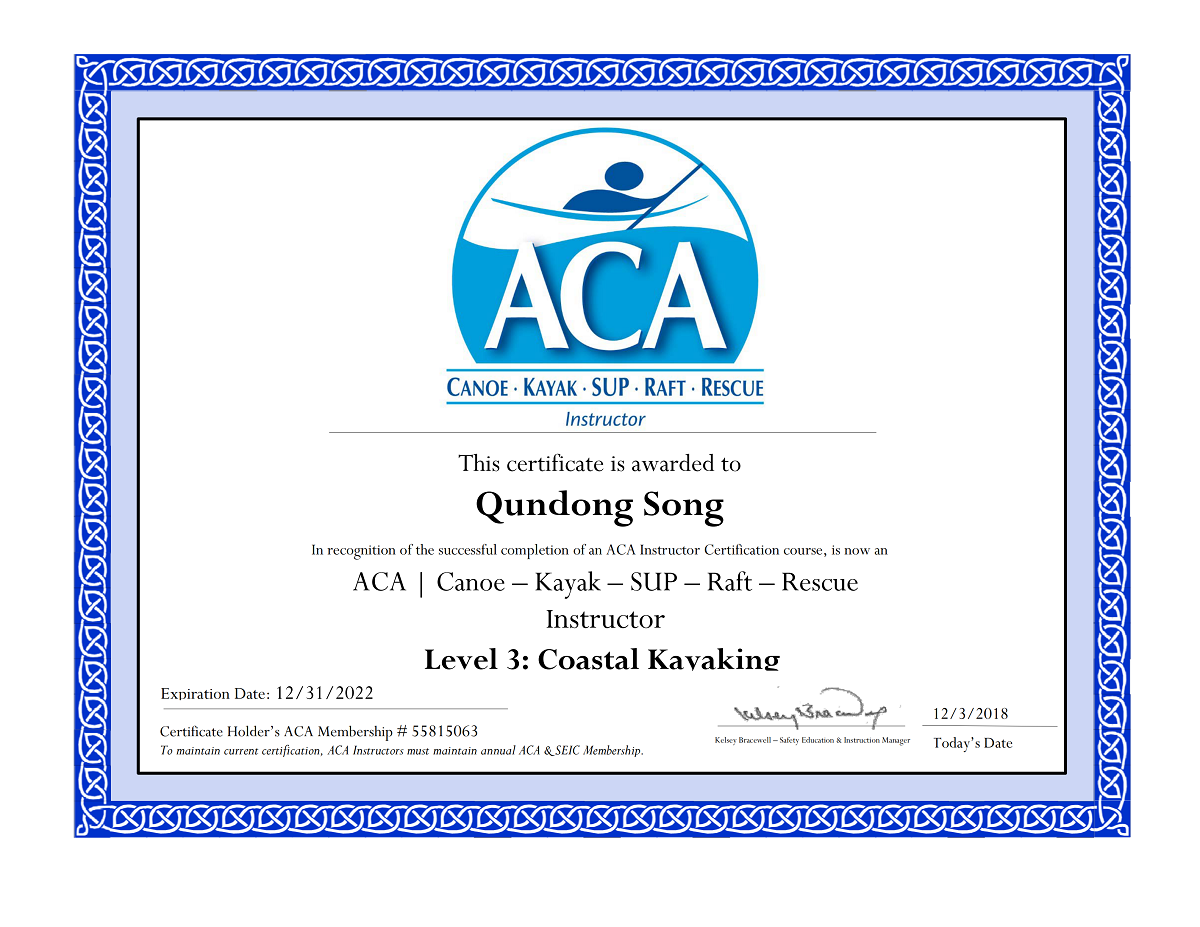 ACA
CANOE · KAYAK · SUP · RAFT · RESCUE
Instructor
This certificate is awarded to
Qundong Song
In recognition of the successful completion of an ACA Instructor Certification course, is now an
ACA | Canoe – Kayak – SUP – Raft – Rescue
Instructor
Level 3: Coastal Kayaking
Expiration Date: 12/31/2022
Certificate Holder's ACA Membership # 55815063
To maintain current certification, ACA Instructors must maintain annual ACA & SEIC Membership.
Kelsey Bracewell
Kelsey Bracewell – Safety Education & Instruction Manager
12/3/2018
Today's Date